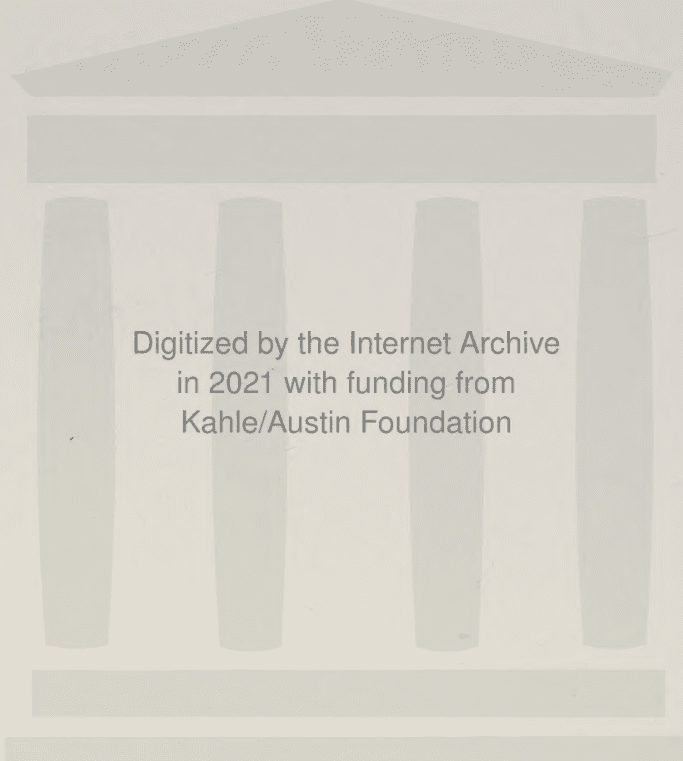 Digitized by the Internet Archive
in 2021 with funding from
Kahle/Austin Foundation